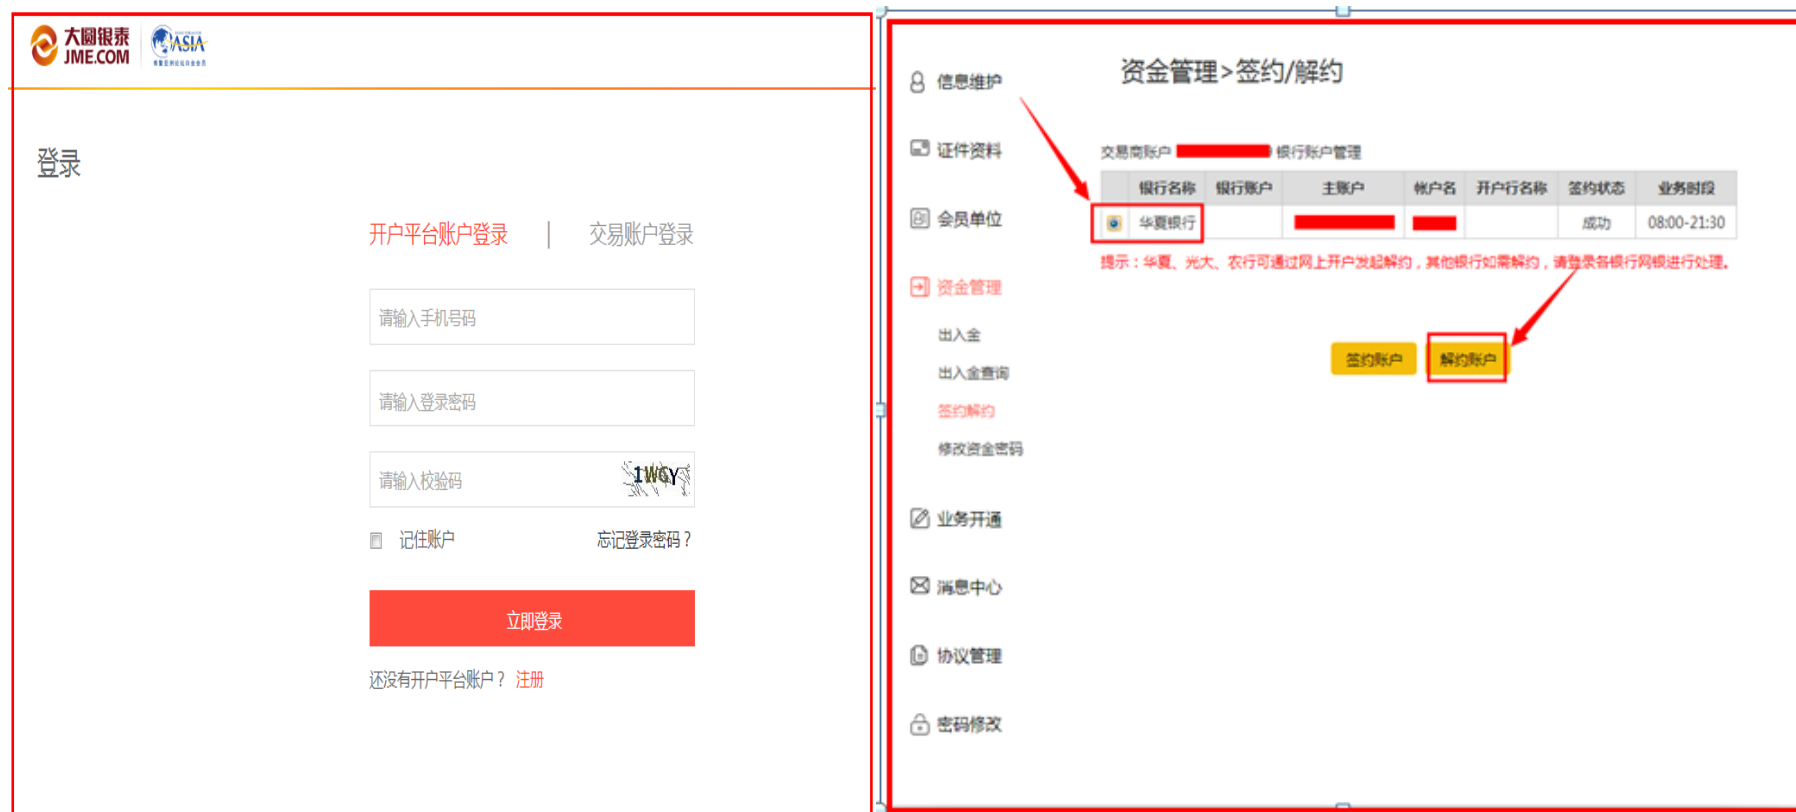 大圆银泰
JME.COM
ASIA
登录
开户平台账户登录 | 交易账户登录
请输入手机号码
请输入登录密码
请输入校验码
1WGY
记住账户 忘记登录密码？
立即登录
还没有开户平台账户？ 注册
信息维护
证件资料
会员单位
资金管理
出入金
出入金查询
签约解约
修改资金密码
业务开通
消息中心
协议管理
密码修改
资金管理>签约/解约
交易商账户 银行账户管理
银行名称 银行账户 主账户 帐户名 开户行名称 签约状态 业务时段
华夏银行 成功 08:00-21:30
提示：华夏、光大、农行可通过网上开户发起解约，其他银行如需解约，请登录各银行网银进行处理。
签约账户 解约账户